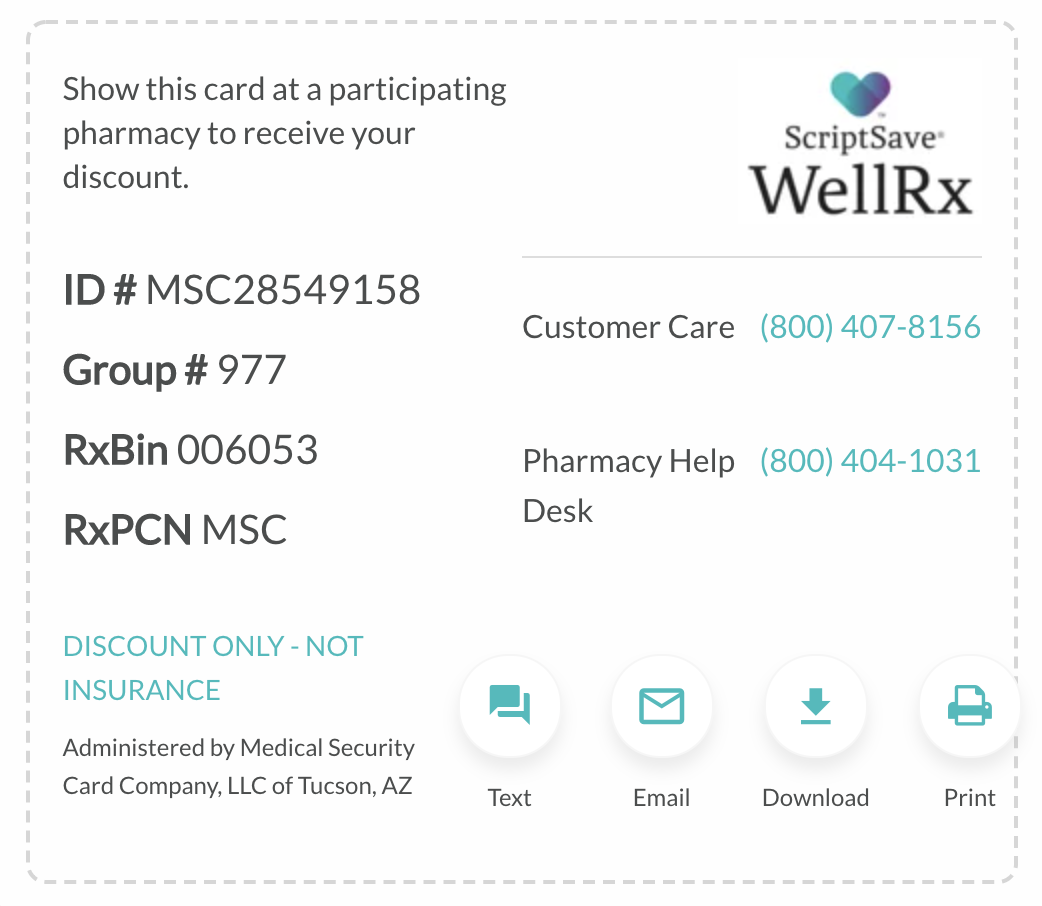 Show this card at a participating
pharmacy to receive your
discount.
™
ScriptSave®
WellRx
ID # MSC28549158
Group # 977
RxBin 006053
RxPCN MSC
Customer Care (800) 407-8156
Pharmacy Help (800) 404-1031
Desk
DISCOUNT ONLY - NOT
INSURANCE
Administered by Medical Security
Card Company, LLC of Tucson, AZ
Text Email Download Print